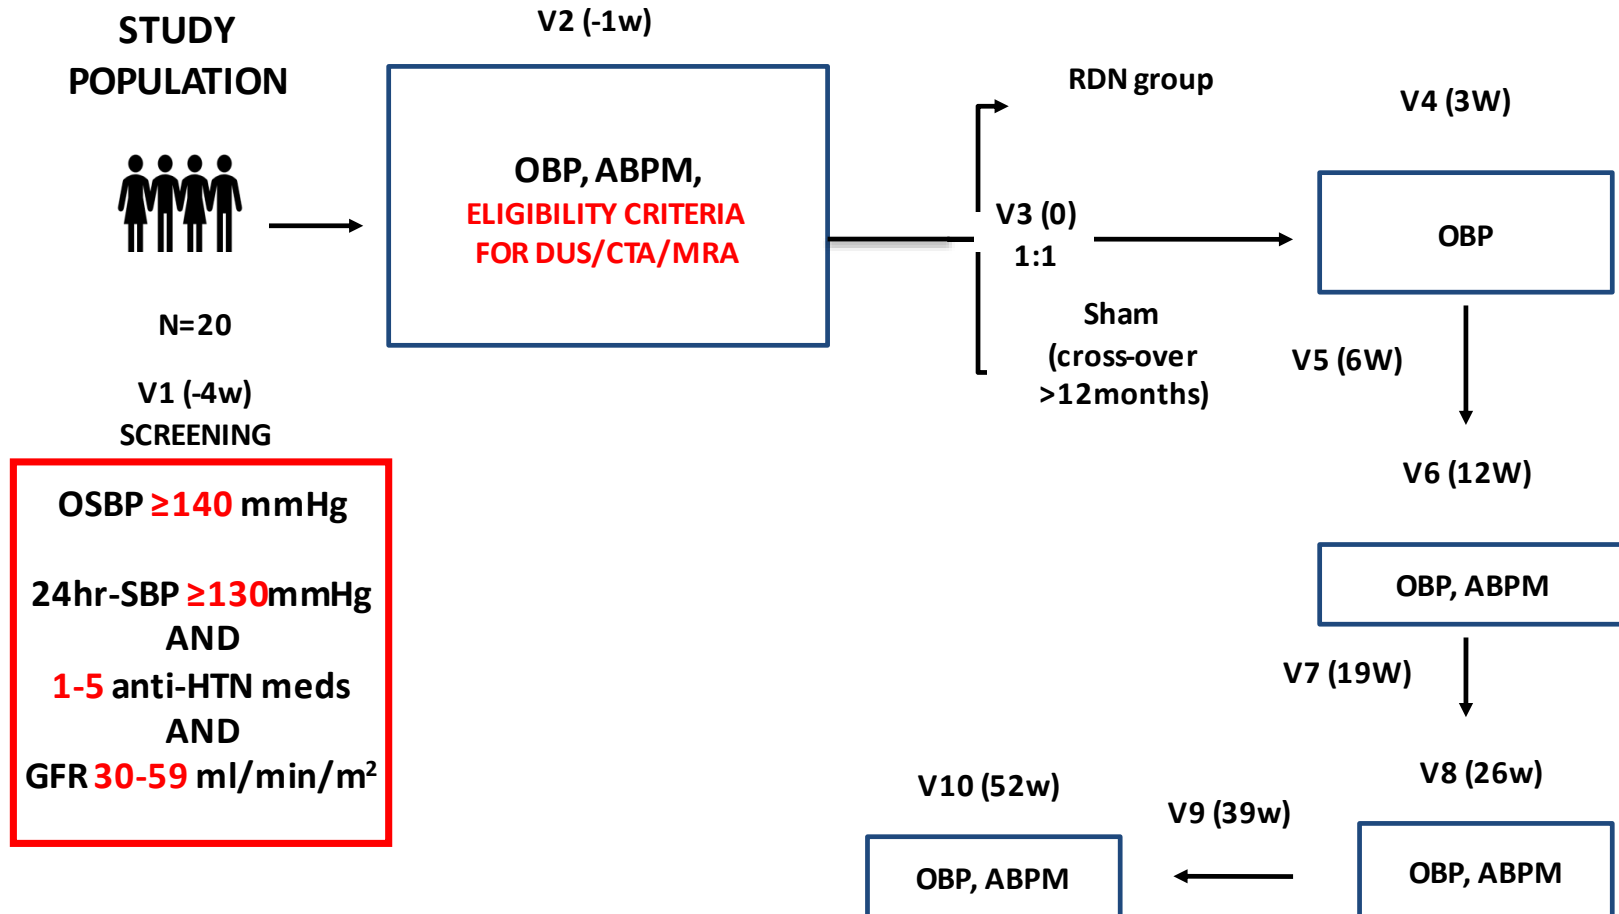 STUDY
POPULATION
N=20
V1 (-4w)
SCREENING
OSBP ≥140 mmHg
24hr-SBP ≥130mmHg
AND
1-5 anti-HTN meds
AND
GFR 30-59 ml/min/m²
V2 (-1w)
OBP, ABPM,
ELIGIBILITY CRITERIA
FOR DUS/CTA/MRA
RDN group
V3 (0)
1:1
Sham
(cross-over
>12months)
V4 (3W)
OBP
V5 (6W)
V6 (12W)
OBP, ABPM
V7 (19W)
V8 (26w)
OBP, ABPM
V9 (39w)
V10 (52w)
OBP, ABPM